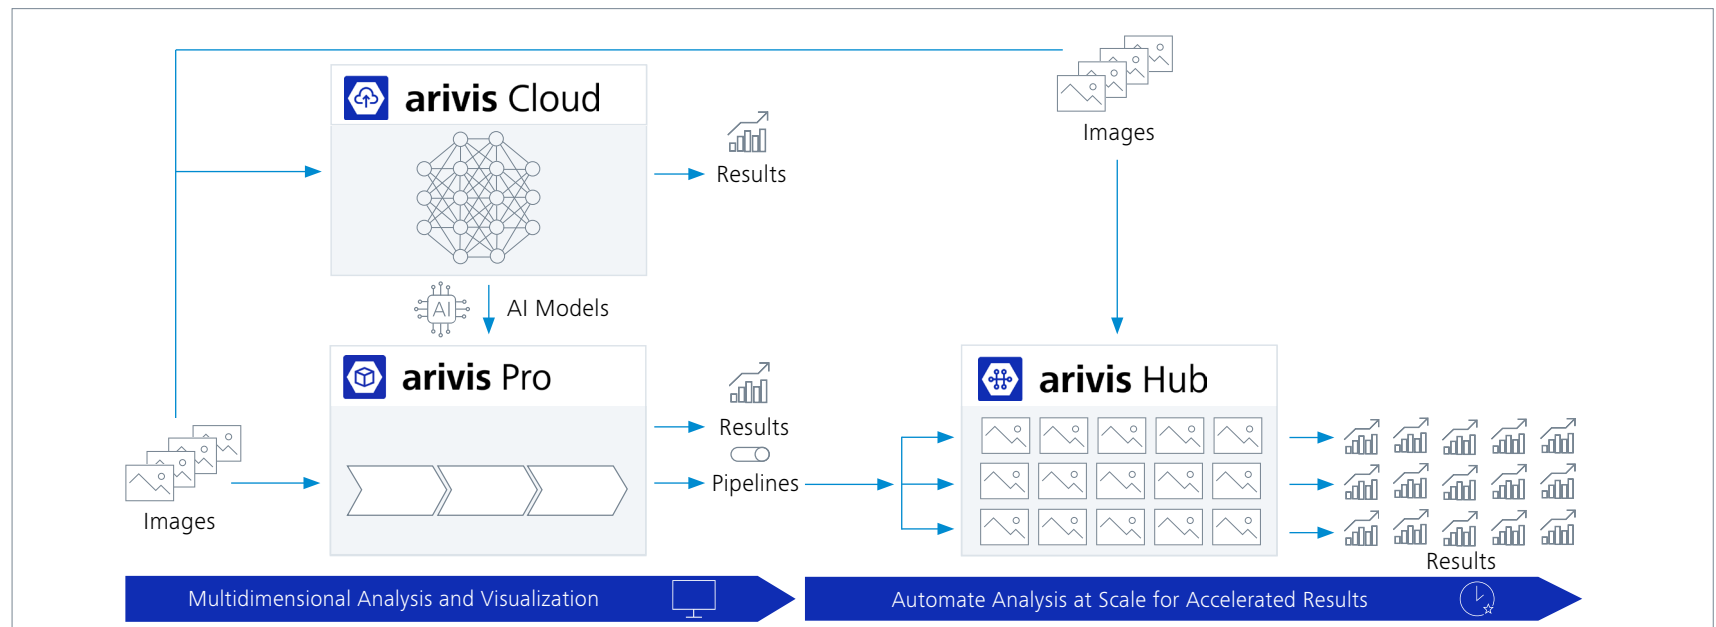 arivis Cloud
Images
Results
AI
AI Models
arivis Pro
arivis Hub
Results
Pipelines
Images
Results
Multidimensional Analysis and Visualization
Automate Analysis at Scale for Accelerated Results